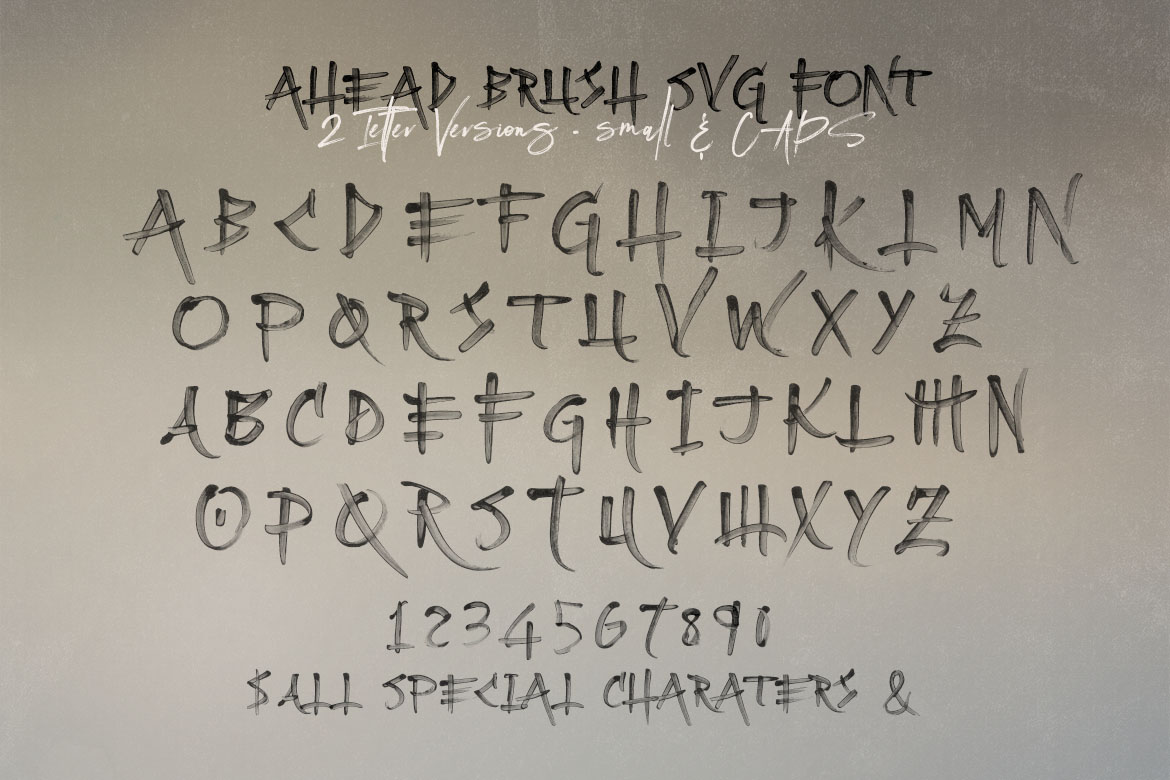 AHEAD BRUSH SVG FONT
2 letter Versions - small & CAPS
A B C D E F G H I J K L M N
O P Q R S T U V W X Y Z
A B C D E F G H I J K L M N
O P Q R S T U V W X Y Z
1 2 3 4 5 6 7 8 9 0
$ ALL SPECIAL CHARATERS &